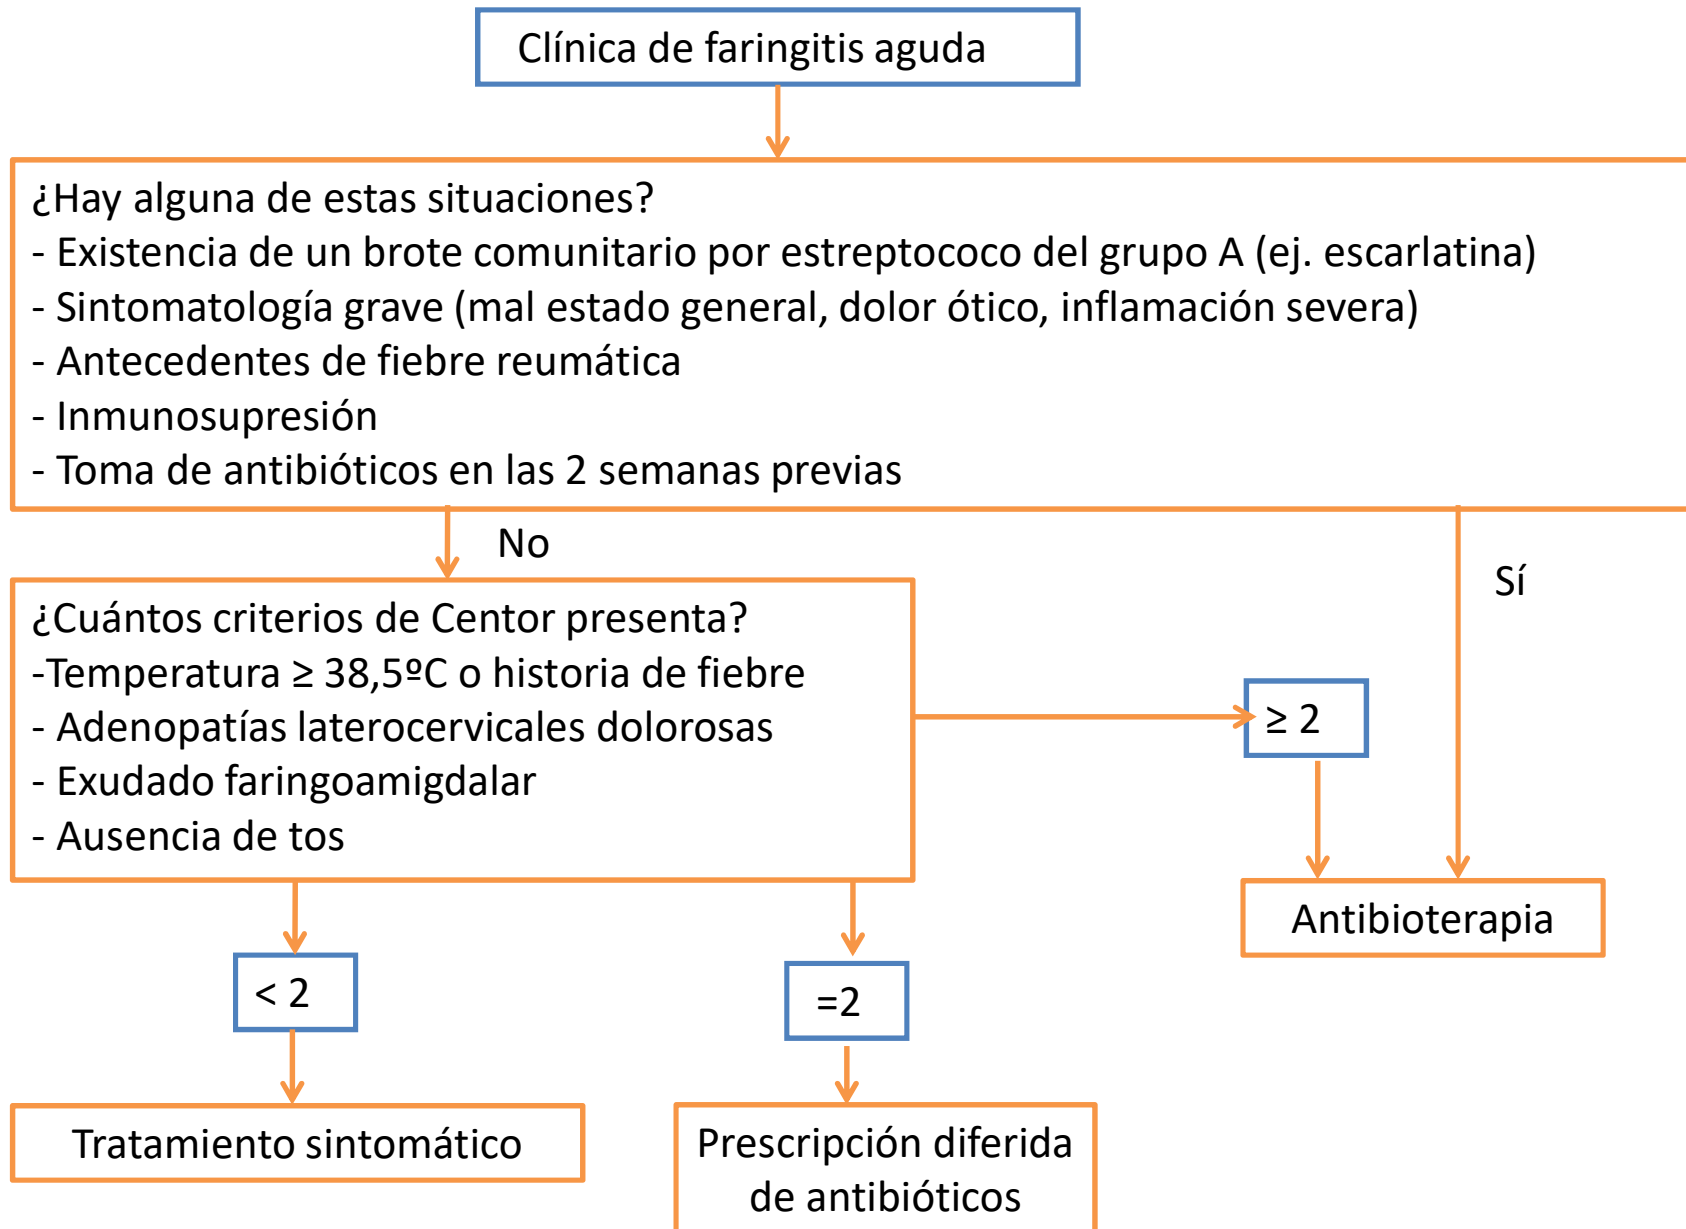 Clínica de faringitis aguda
¿Hay alguna de estas situaciones?
- Existencia de un brote comunitario por estreptococo del grupo A (ej. escarlatina)
- Sintomatología grave (mal estado general, dolor ótico, inflamación severa)
- Antecedentes de fiebre reumática
- Inmunosupresión
- Toma de antibióticos en las 2 semanas previas
No
Sí
¿Cuántos criterios de Centor presenta?
-Temperatura ≥ 38,5ºC o historia de fiebre
- Adenopatías laterocervicales dolorosas
- Exudado faringoamigdalar
- Ausencia de tos
≥ 2
Antibioterapia
< 2
=2
Tratamiento sintomático
Prescripción diferida
de antibióticos